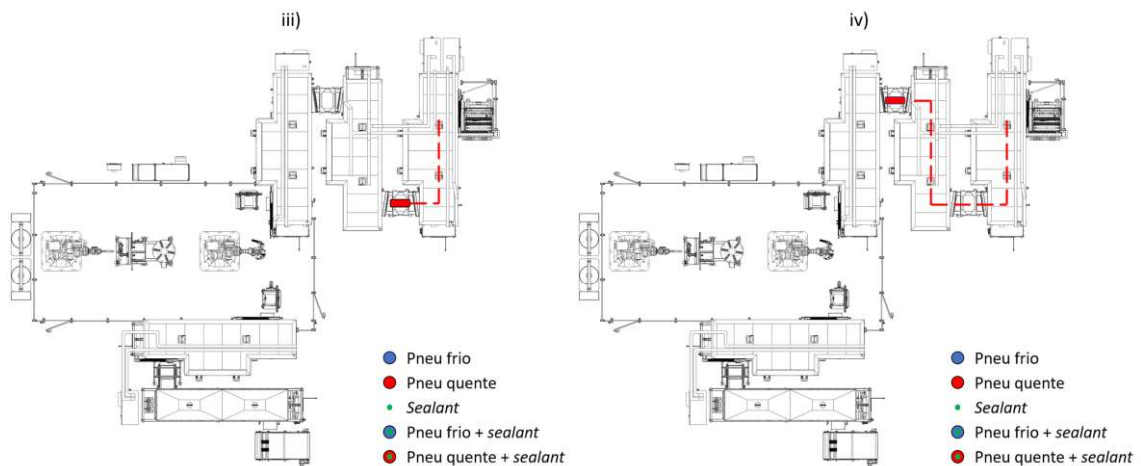 iii)
Pneu frio
Pneu quente
Sealant
Pneu frio + sealant
Pneu quente + sealant
iv)
Pneu frio
Pneu quente
Sealant
Pneu frio + sealant
Pneu quente + sealant